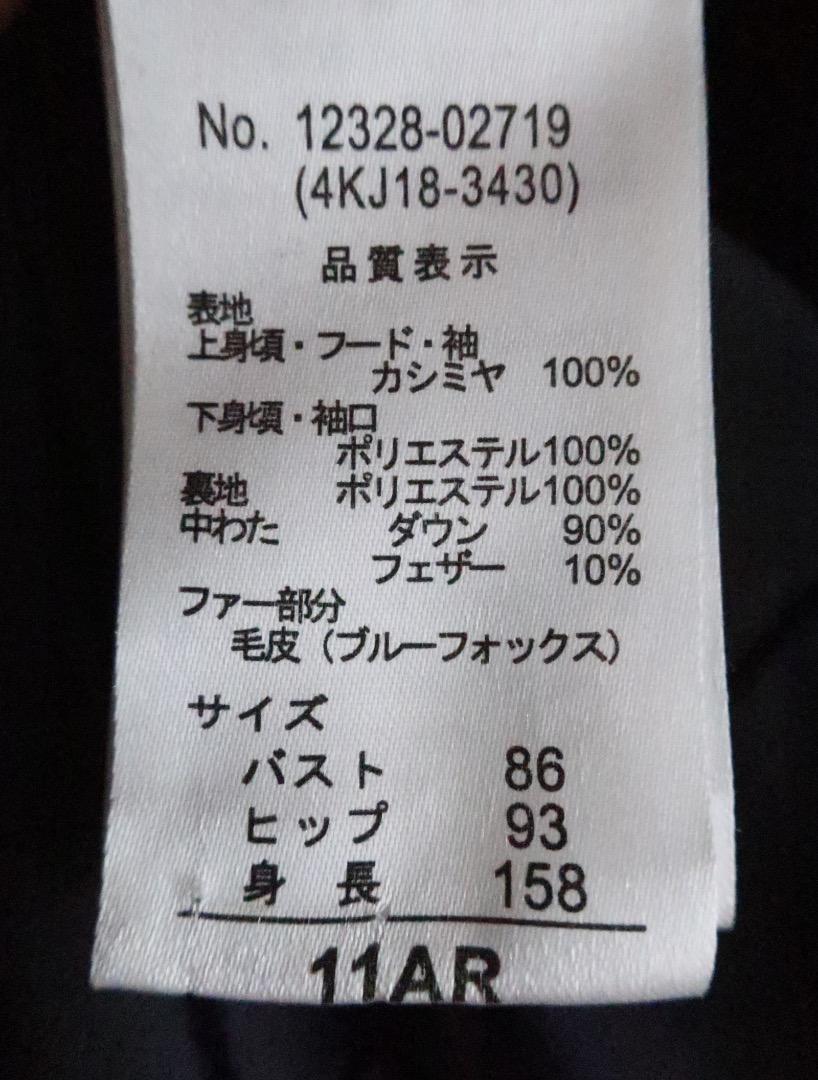 No. 12328-02719
(4KJ18-3430)
品質表示
表地
上身頃・フード・袖
カシミヤ 100%
下身頃・袖口
ポリエステル100%
裏地 ポリエステル100%
中わた ダウン 90%
フェザー 10%
ファー部分
毛皮（ブルーフォックス）
サイズ
バスト 86
ヒップ 93
身長 158
11AR